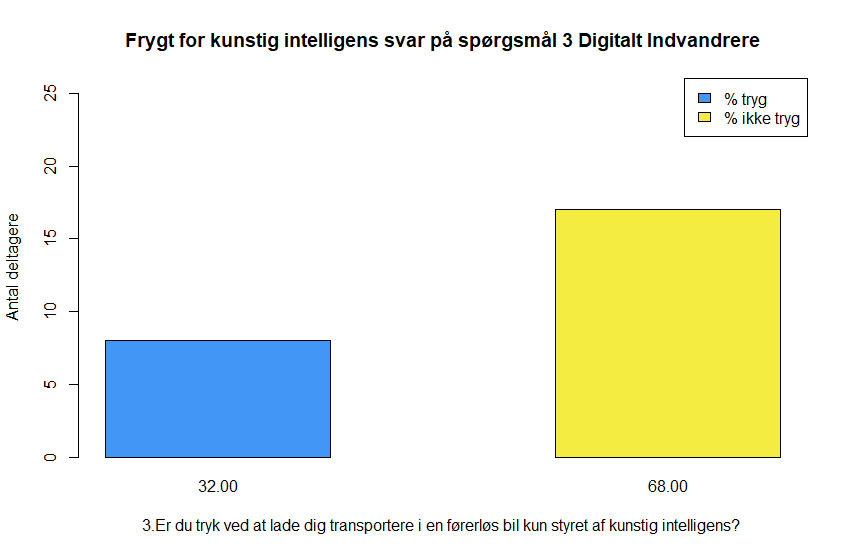 Frygt for kunstig intelligens svar på spørgsmål 3 Digitalt Indvandrere
% tryg
% ikke tryg
Antal deltagere
25
20
15
10
5
0
32.00
68.00
3.Er du tryk ved at lade dig transportere i en førerløs bil kun styret af kunstig intelligens?